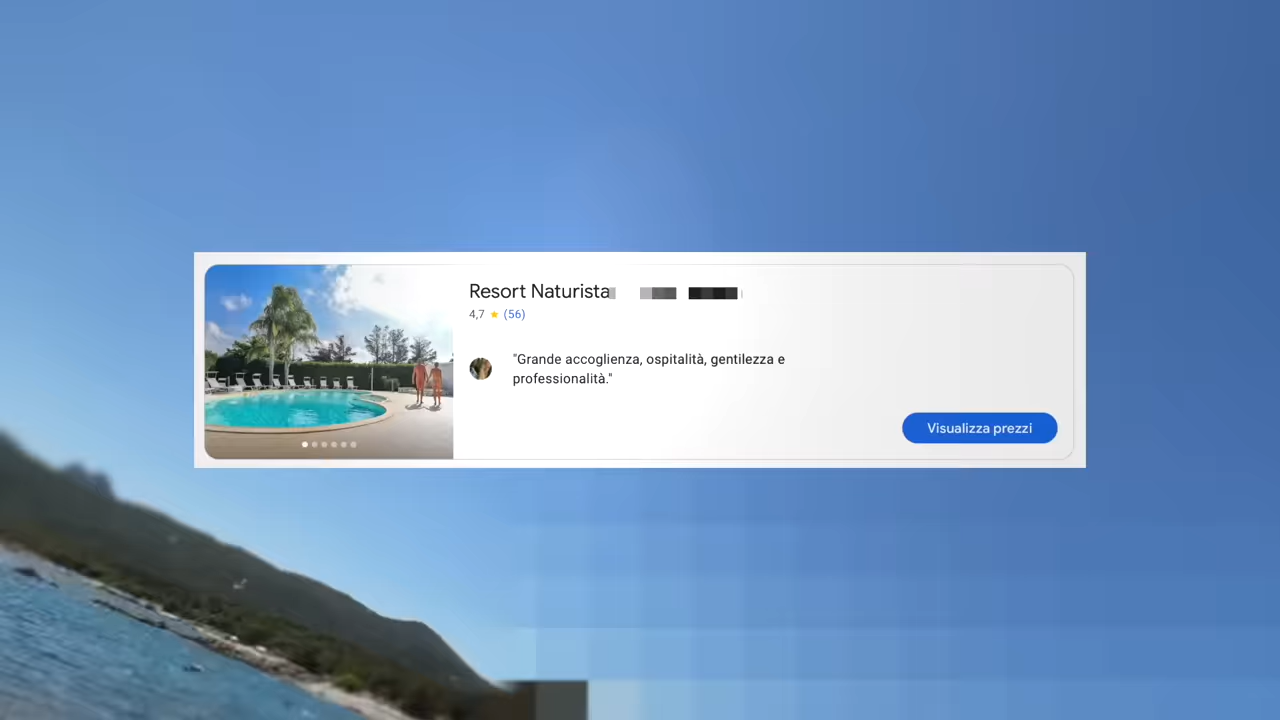 Resort Naturista
4,7 ★ (56)
"Grande accoglienza, ospitalità, gentilezza e
professionalità."
Visualizza prezzi